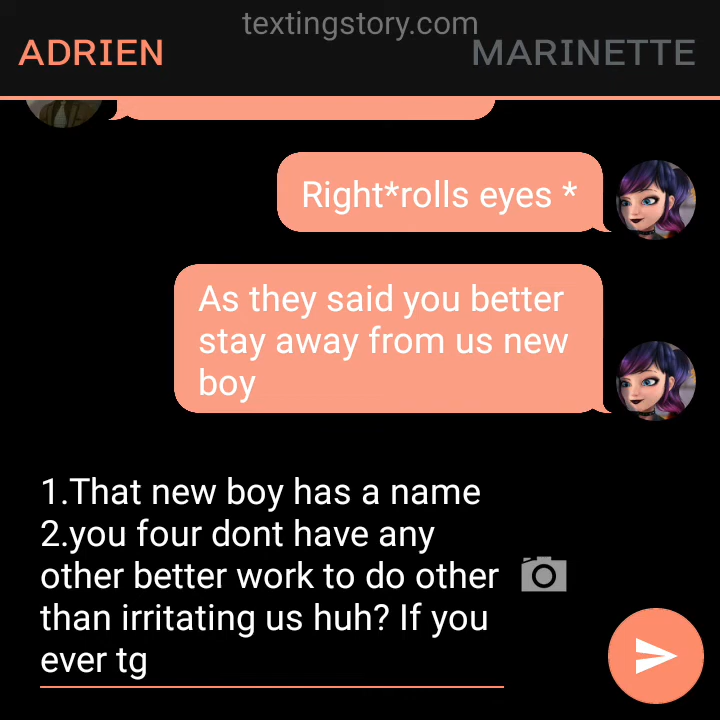 textingstory.com
ADRIEN
MARINETTE
Right*rolls eyes *
As they said you better
stay away from us new
boy
1.That new boy has a name
2.you four dont have any
other better work to do other
than irritating us huh? If you
ever tg